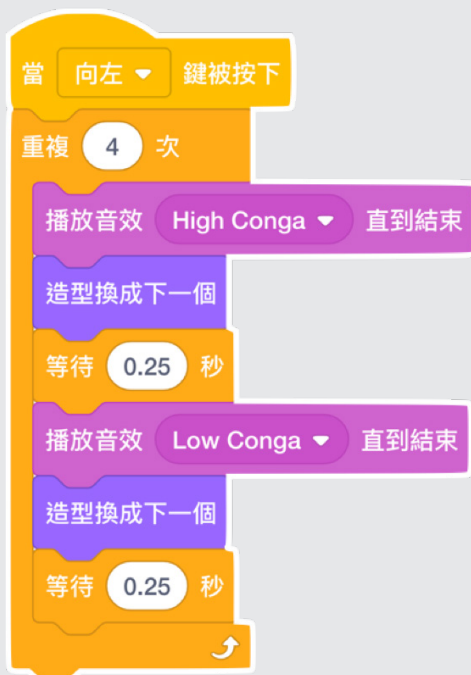 當 向左 鍵被按下
重複 4 次
播放音效 High Conga 直到結束
造型換成下一個
等待 0.25 秒
播放音效 Low Conga 直到結束
造型換成下一個
等待 0.25 秒